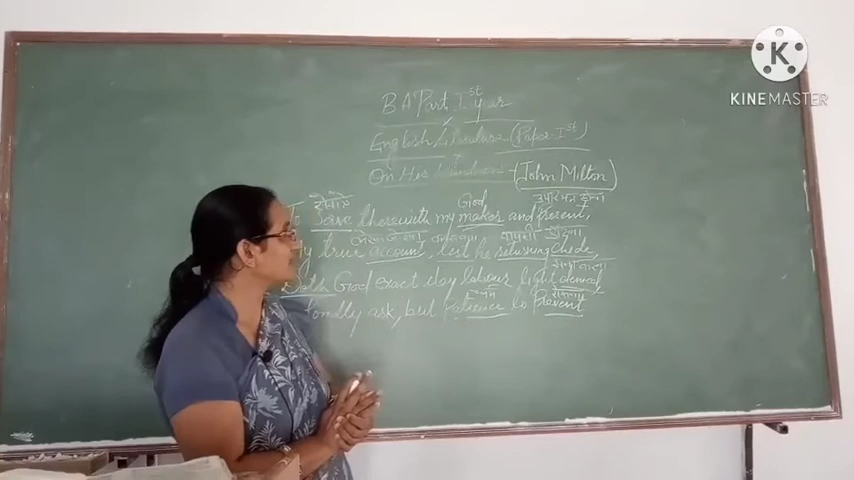 BA Part Ist year
English Literature (Paper-Ist)
On His Blindness - (John Milton)
God
To Serve therewith my maker and present,
My true account, lest he returning chide,
Doth God exact day labour light denied,
fondly ask, but Patience to Prevent
K
KINEMASTER